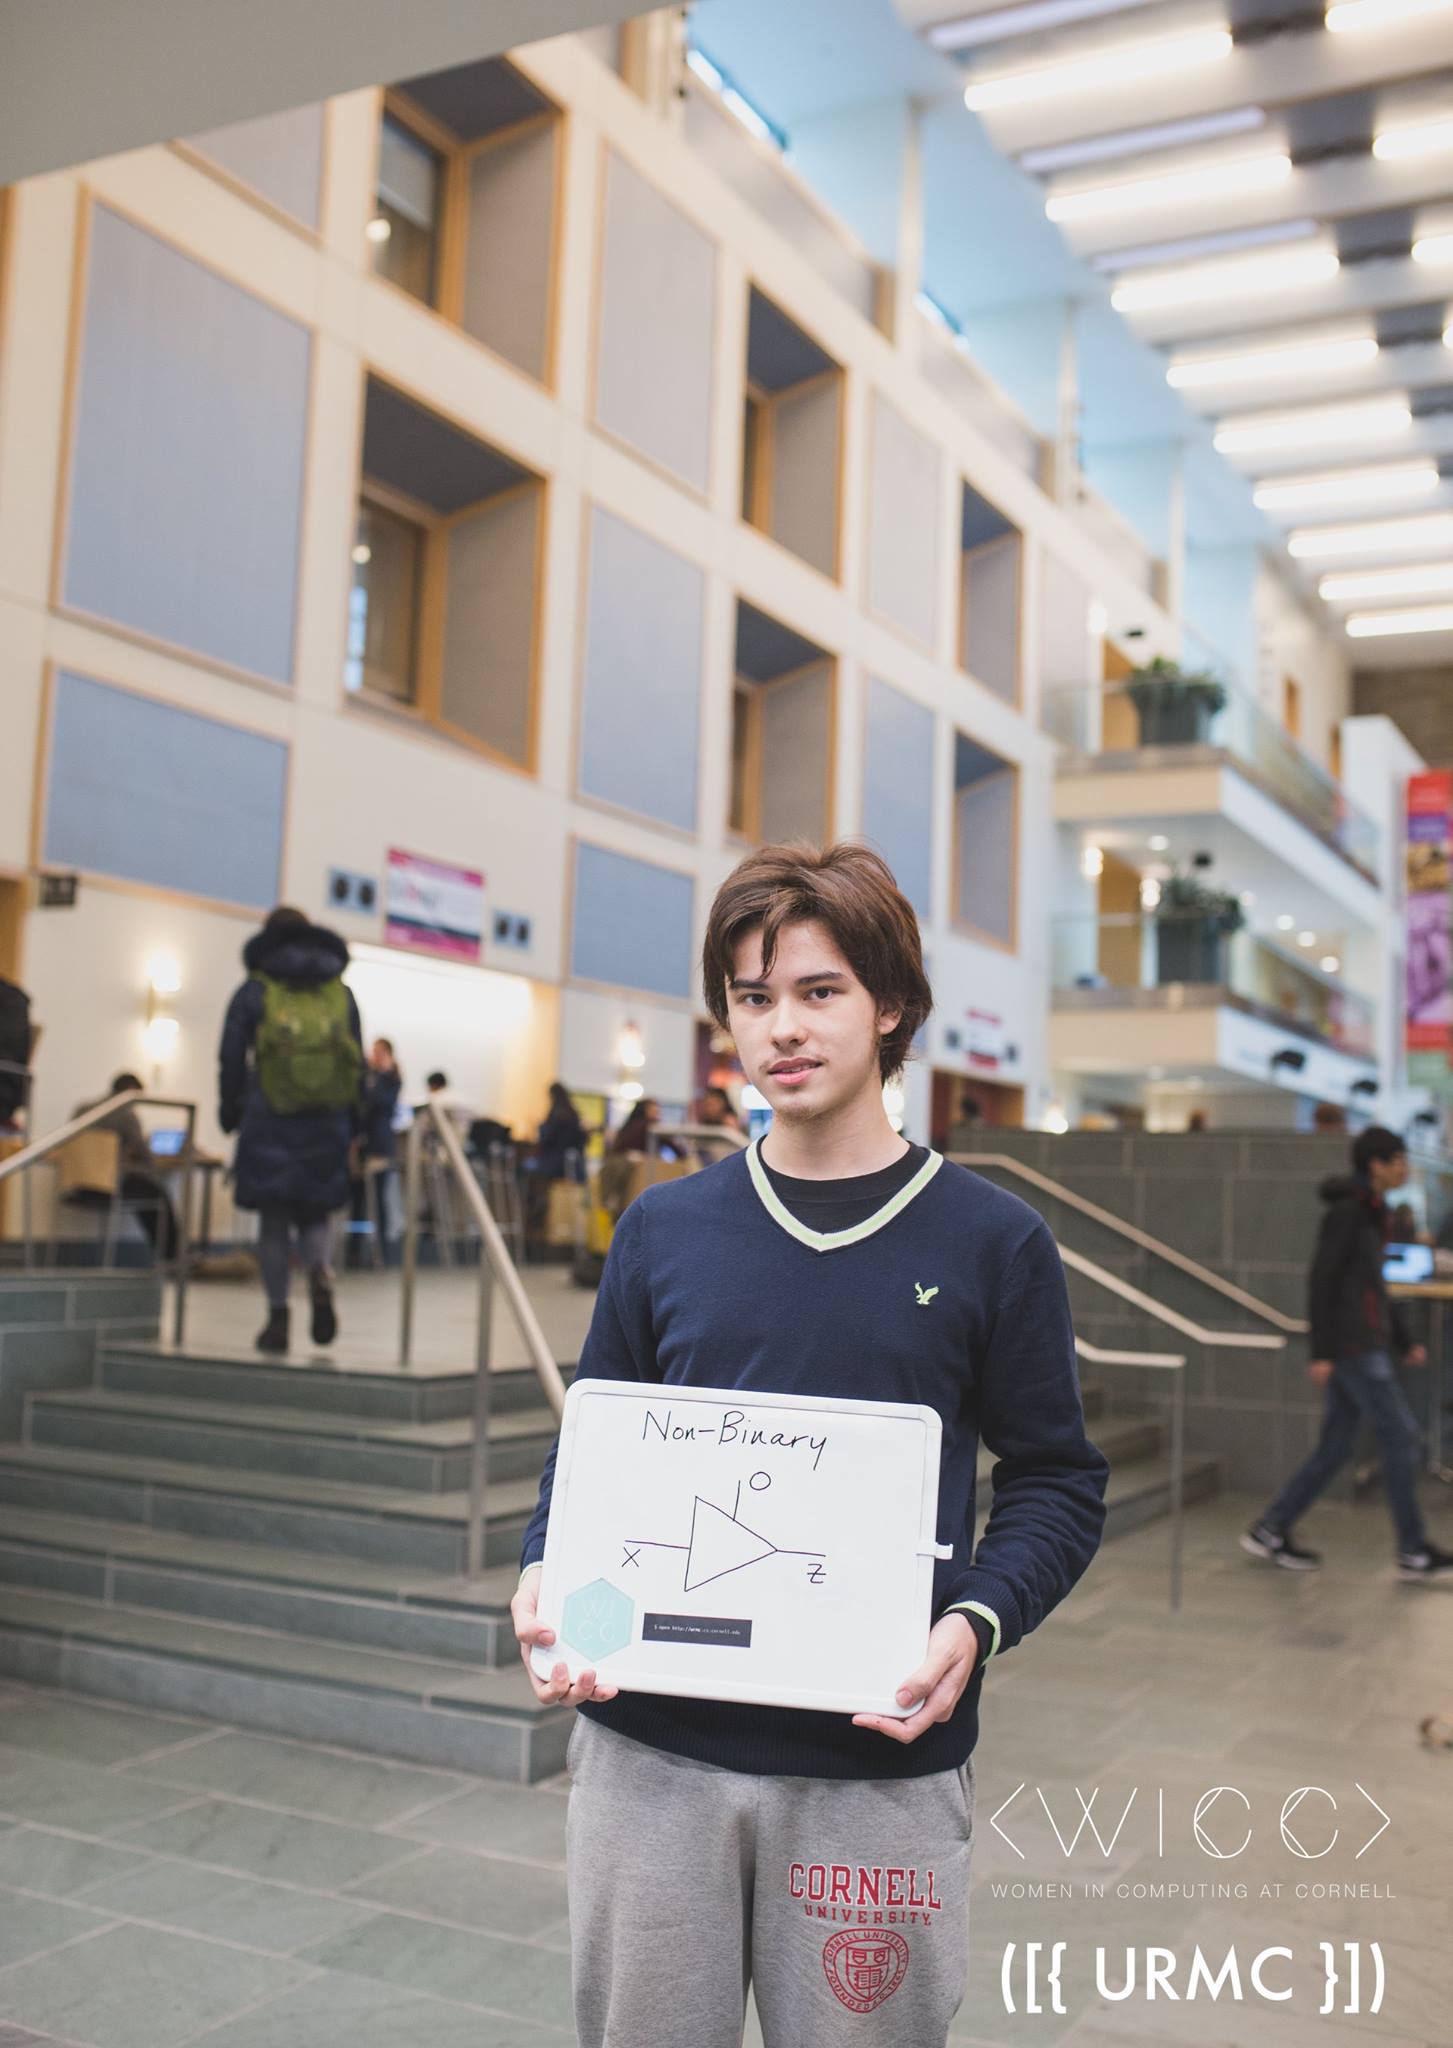 Non-Binary
O
X
Z
WI
CC
$ open http://urmc.cs.cornell.edu
CORNELL
UNIVERSITY.
CORNELL UNIVERSITY
FOUNDED A.D. 1865
<WICC>
WOMEN IN COMPUTING AT CORNELL
([{ URMC }])